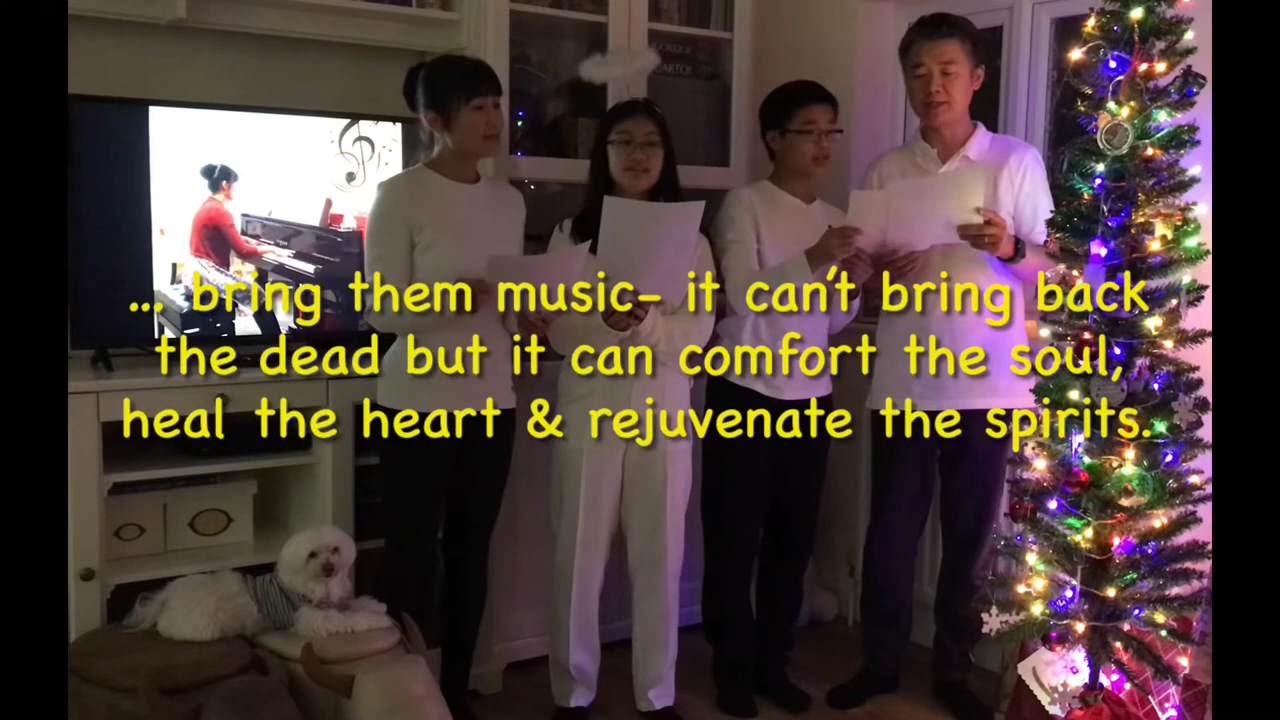 ... bring them music- it can't bring back
the dead but it can comfort the soul,
heal the heart & rejuvenate the spirits.